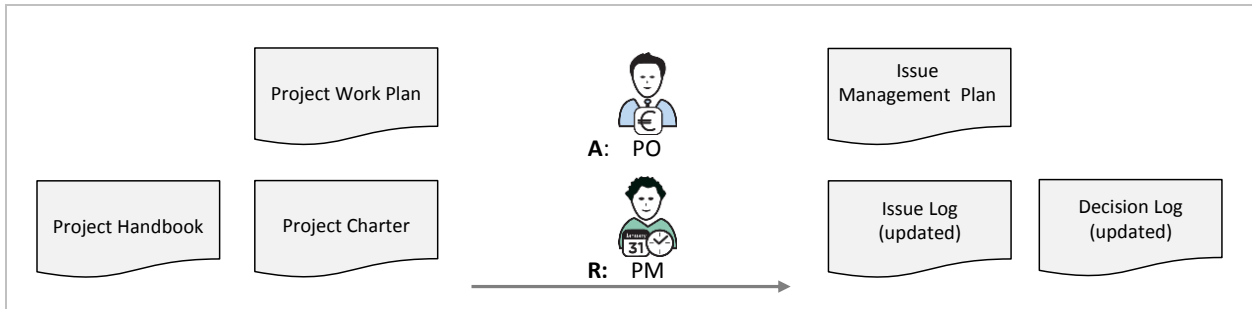 Project Work Plan
Issue
Management Plan
€
A: PO
Project Handbook
Project Charter
January
31
Issue Log
(updated)
Decision Log
(updated)
R: PM